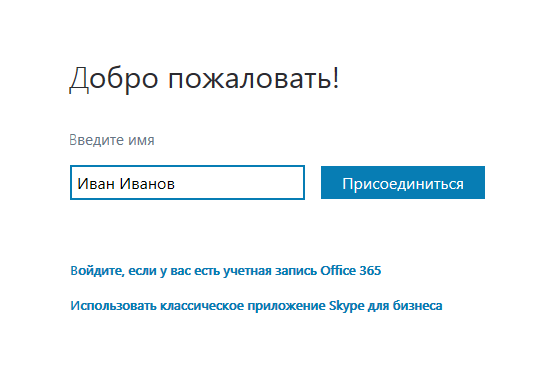 Добро пожаловать!
Введите имя
Иван Иванов
Присоединиться
Войдите, если у вас есть учетная запись Office 365
Использовать классическое приложение Skype для бизнеса